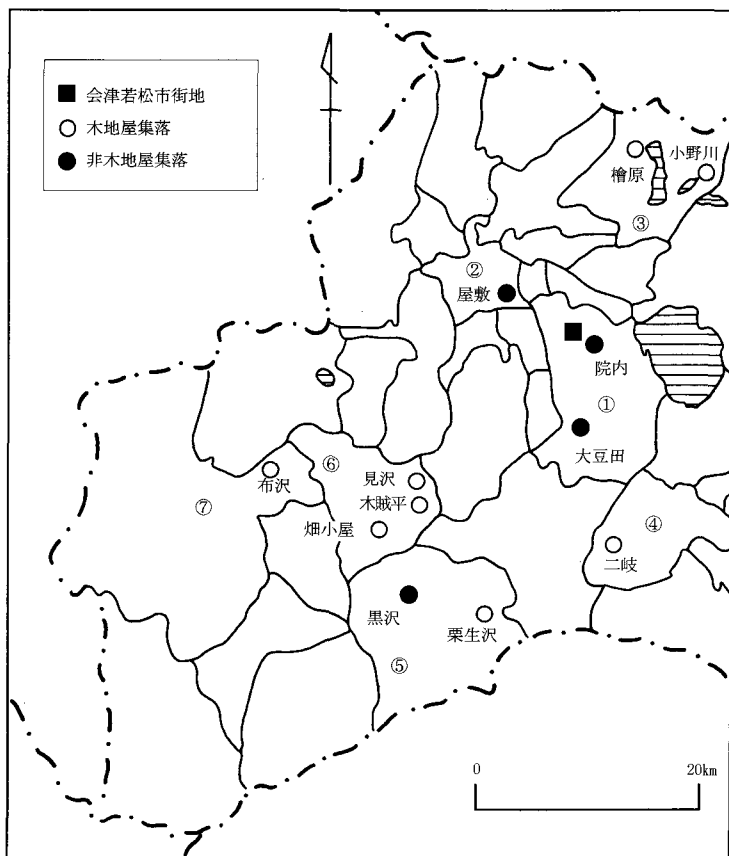 会津若松市街地
木地屋集落
非木地屋集落
小野川
檜原
③
②
屋敷
院内
①
大豆田
⑥
見沢
布沢
木賊平
⑦
畑小屋
④
二岐
黒沢
栗生沢
⑤
0
20km